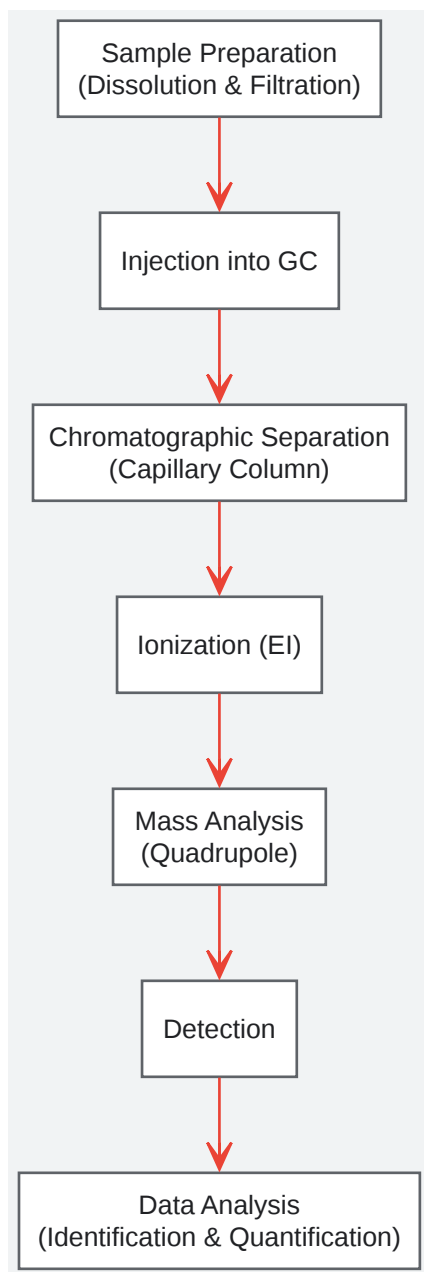 Sample Preparation
(Dissolution & Filtration)
Injection into GC
Chromatographic Separation
(Capillary Column)
Ionization (EI)
Mass Analysis
(Quadrupole)
Detection
Data Analysis
(Identification & Quantification)